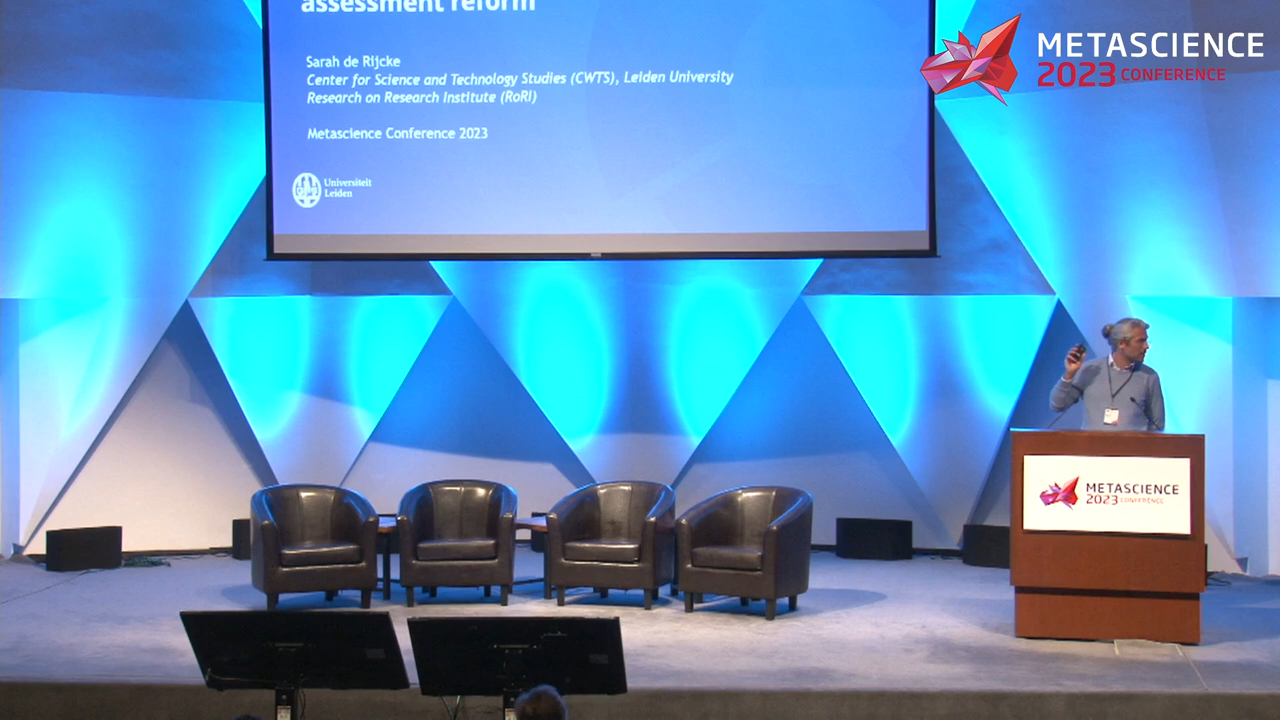 assessment reform
Sarah de Rijcke
Center for Science and Technology Studies (CWTS), Leiden University
Research on Research Institute (RoRI)
Metascience Conference 2023
Universiteit
Leiden
METASCIENCE
2023 CONFERENCE
METASCIENCE
2023 CONFERENCE